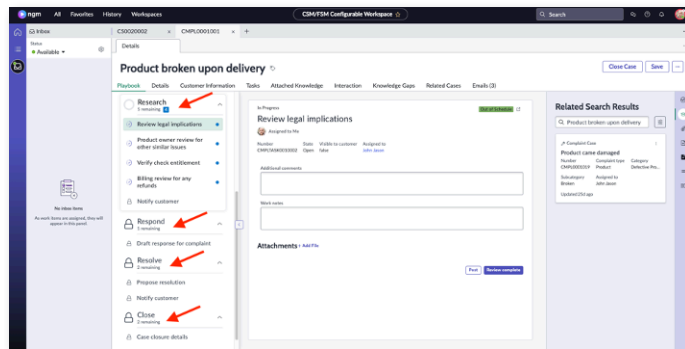 ngm All Favorites History Workspaces CSM/FSM Configurable Workspace ☆ Search
Inbox CS0020002 × CMPL0001001 × +
Status
Available
Details
Product broken upon delivery
Close Case Save
Playbook Details Customer Information Tasks Attached Knowledge Interaction Knowledge Gaps Related Cases Emails (3)
Research
5 remaining
Review legal implications
Product owner review for other similar issues
Verify check entitlement
Billing review for any refunds
Notify customer
Respond
1 remaining
Draft response for complaint
Resolve
2 remaining
Propose resolution
Notify customer
Close
2 remaining
Case closure details
No inbox items
As work items are assigned, they will
appear in this panel.
In Progress
Review legal implications
Assigned to Me
Number State Visible to customer Assigned to
Open false John Jason
Additional comments
Work notes
Attachments Add File
Post Review complete
Related Search Results
Product broken upon delivery
Complaint Case
Product came damaged
Number Complaint type Category
Product Defective Pro...
Subcategory Assigned to
Broken John Jason
Updated 29d ago